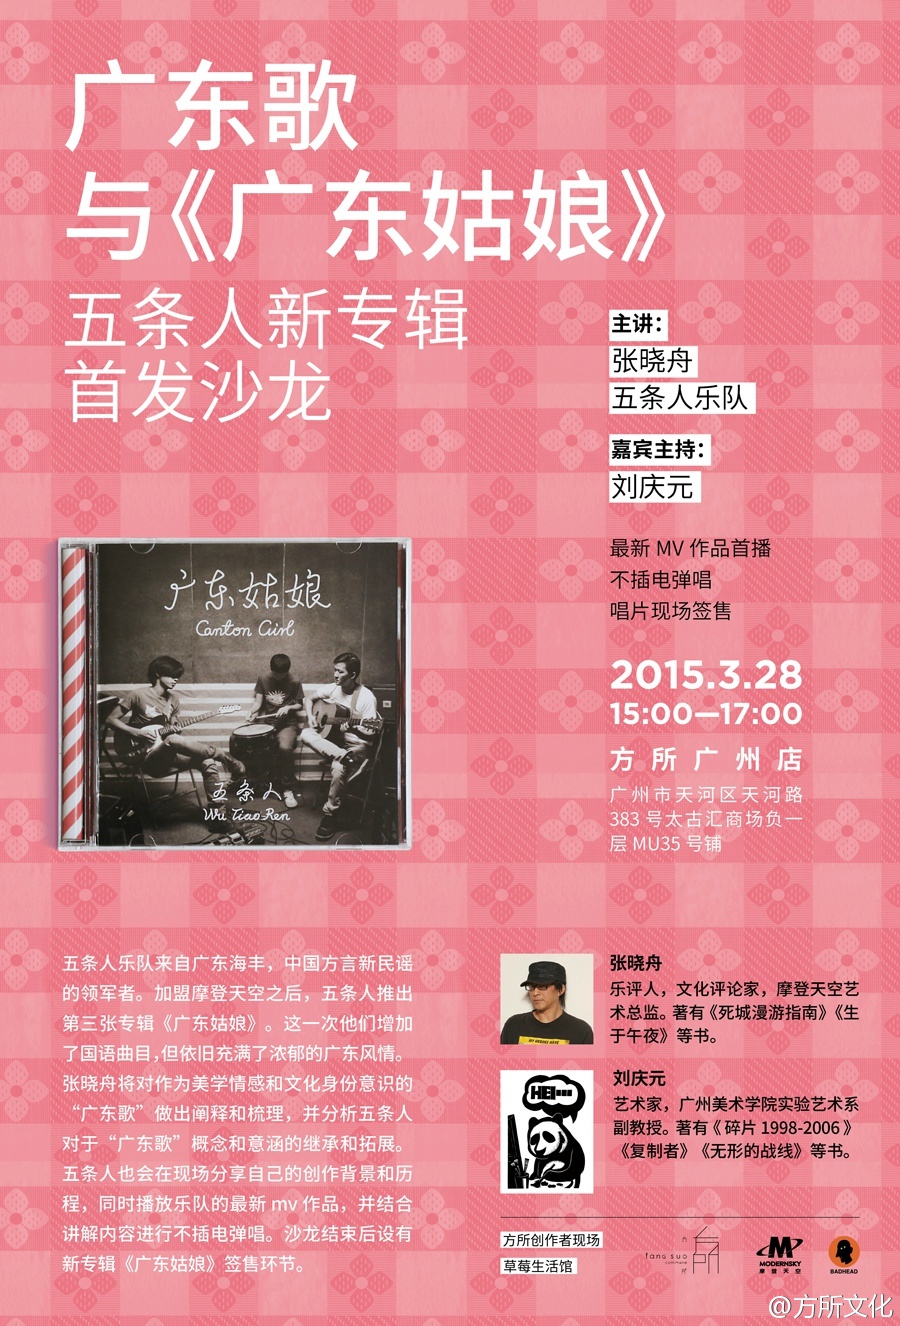 广东歌
与《广东姑娘》
五条人新专辑
首发沙龙
主讲：
张晓舟
五条人乐队
嘉宾主持：
刘庆元
最新 MV 作品首播
不插电弹唱
唱片现场签售
2015.3.28
15:00—17:00
方所广州店
广州市天河区天河路
383 号太古汇商场负一
层 MU35 号铺
广东姑娘
Canton Girl
五条人
Wu Tiao Ren
五条人乐队来自广东海丰，中国方言新民谣
的领军者。加盟摩登天空之后，五条人推出
第三张专辑《广东姑娘》。这一次他们增加
了国语曲目，但依旧充满了浓郁的广东风情。
张晓舟将对作为美学情感和文化身份意识的
“广东歌”做出阐释和梳理，并分析五条人
对于“广东歌”概念和意涵的继承和拓展。
五条人也会在现场分享自己的创作背景和历
程，同时播放乐队的最新 mv 作品，并结合
讲解内容进行不插电弹唱。沙龙结束后设有
新专辑《广东姑娘》签售环节。
张晓舟
乐评人，文化评论家，摩登天空艺
术总监。著有《死城漫游指南》《生
于午夜》等书。
HEI
刘庆元
艺术家，广州美术学院实验艺术系
副教授。著有《碎片 1998-2006 》
《复制者》《无形的战线》等书。
方所创作者现场
草莓生活馆
fang suo
commune
方所
MODERNSKY
摩登天空
BADHEAD
@方所文化